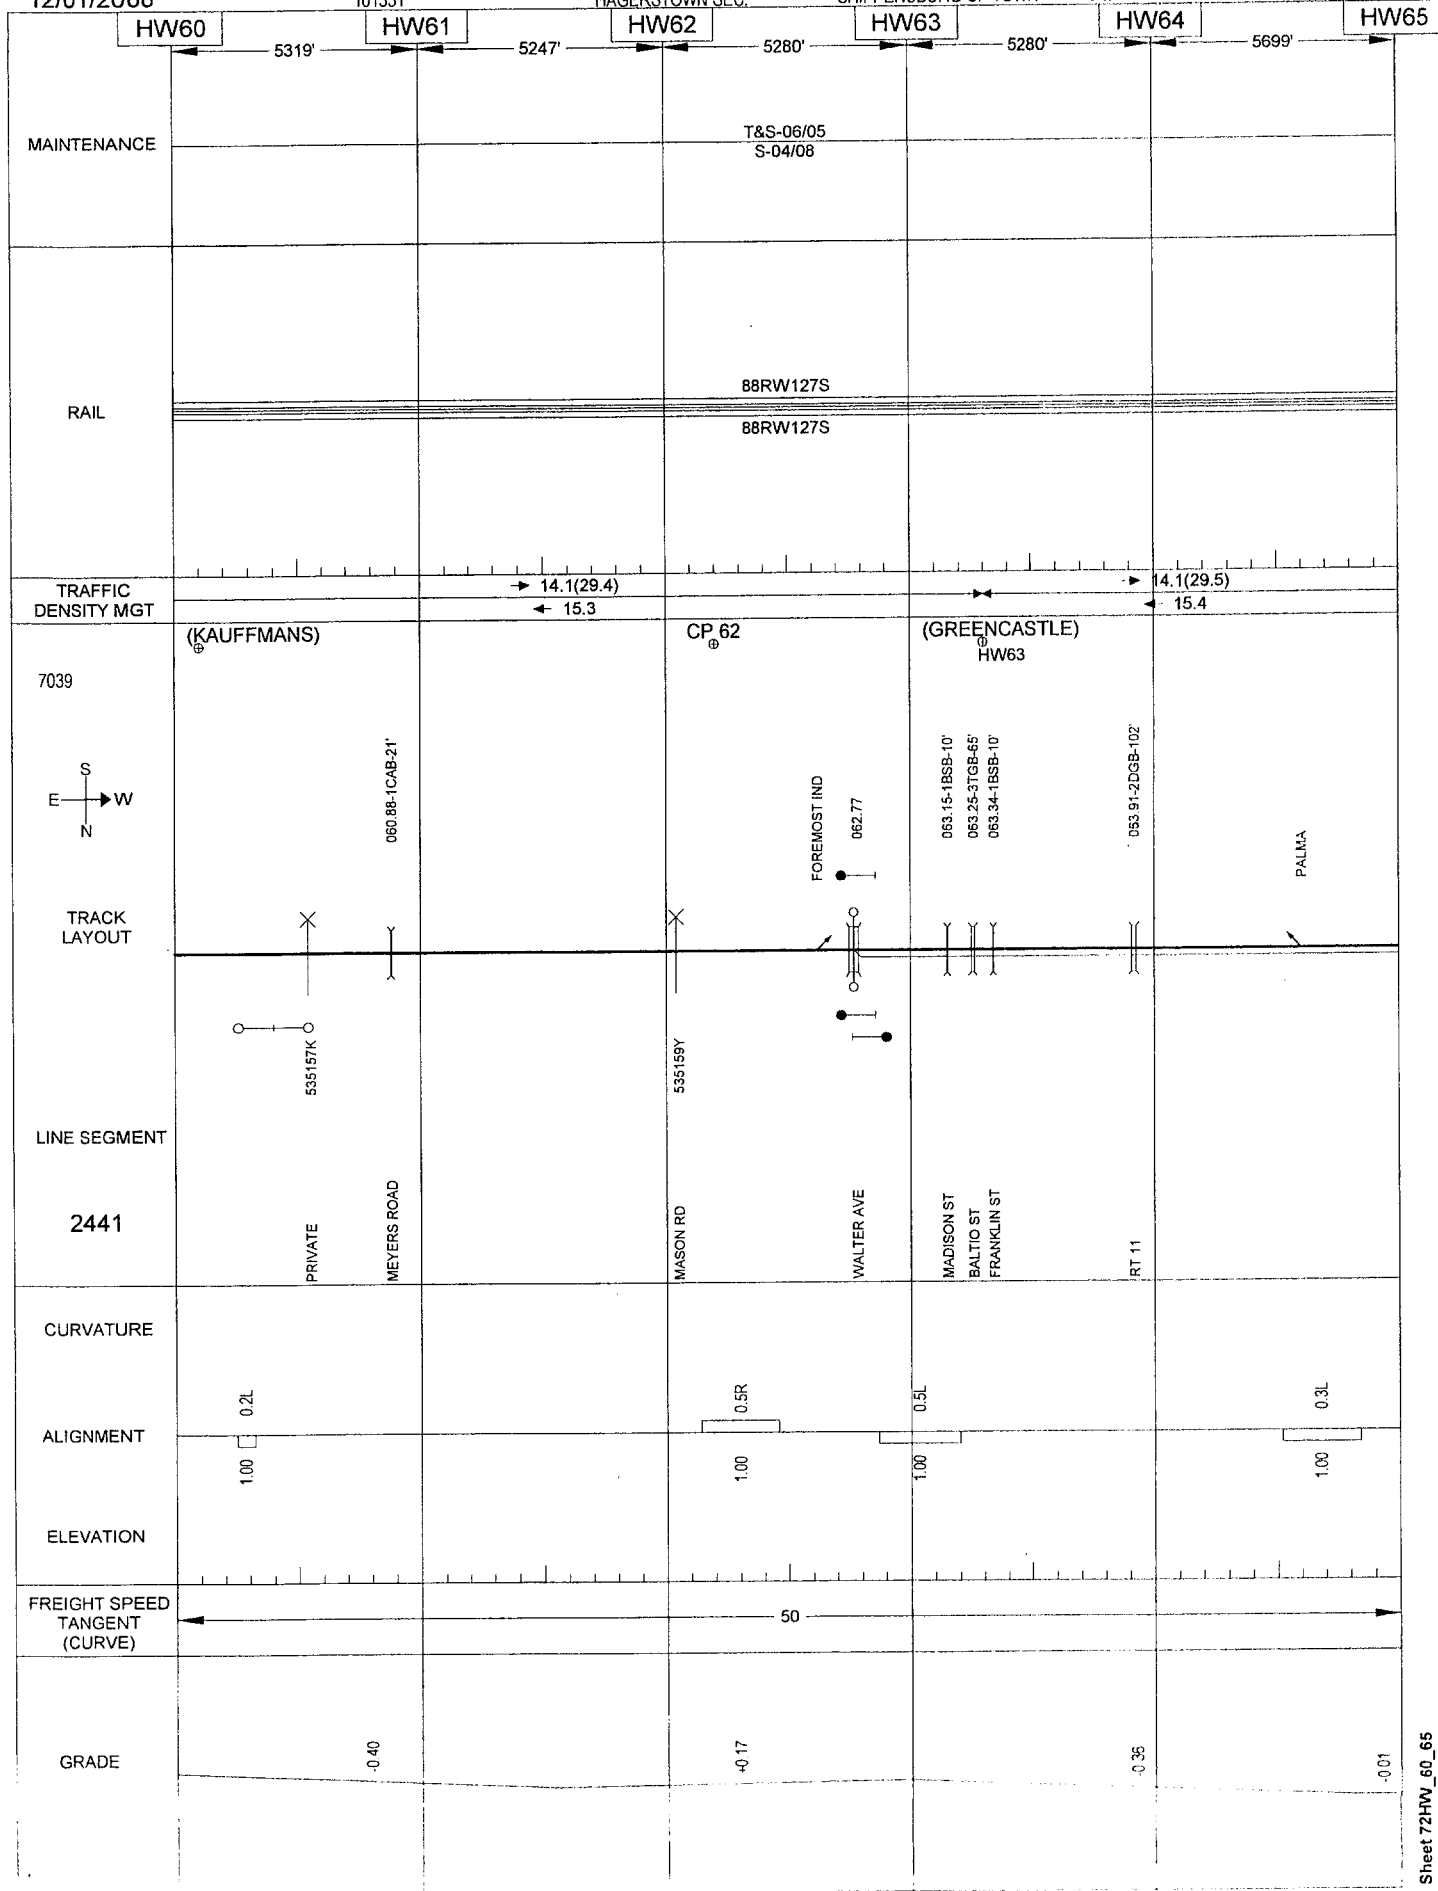 HW60 HW61 HW62 HW63 HW64 HW65
5319' 5247' 5280' 5280' 5699'
MAINTENANCE
T&S-06/05
S-04/08
RAIL
88RW127S
88RW127S
TRAFFIC
DENSITY MGT
14.1(29.4)
15.3
14.1(29.5)
15.4
(KAUFFMANS)
CP 62
(GREENCASTLE)
HW63
7039
S
E W
N
060.88-1CAB-21'
FOREMOST IND
062.77
063.15-1BSB-10'
063.25-3TGB-65'
063.34-1BSB-10'
063.91-2DGB-102'
PALMA
TRACK
LAYOUT
535157K
535159Y
LINE SEGMENT
2441
PRIVATE
MEYERS ROAD
MASON RD
WALTER AVE
MADISON ST
BALTIO ST
FRANKLIN ST
RT 11
CURVATURE
0.2L
0.5R
0.5L
0.3L
ALIGNMENT
1.00
1.00
1.00
1.00
ELEVATION
FREIGHT SPEED
TANGENT
(CURVE)
50
GRADE
-0.40
+0.17
-0.36
-0.01
Sheet 72HW_60_65